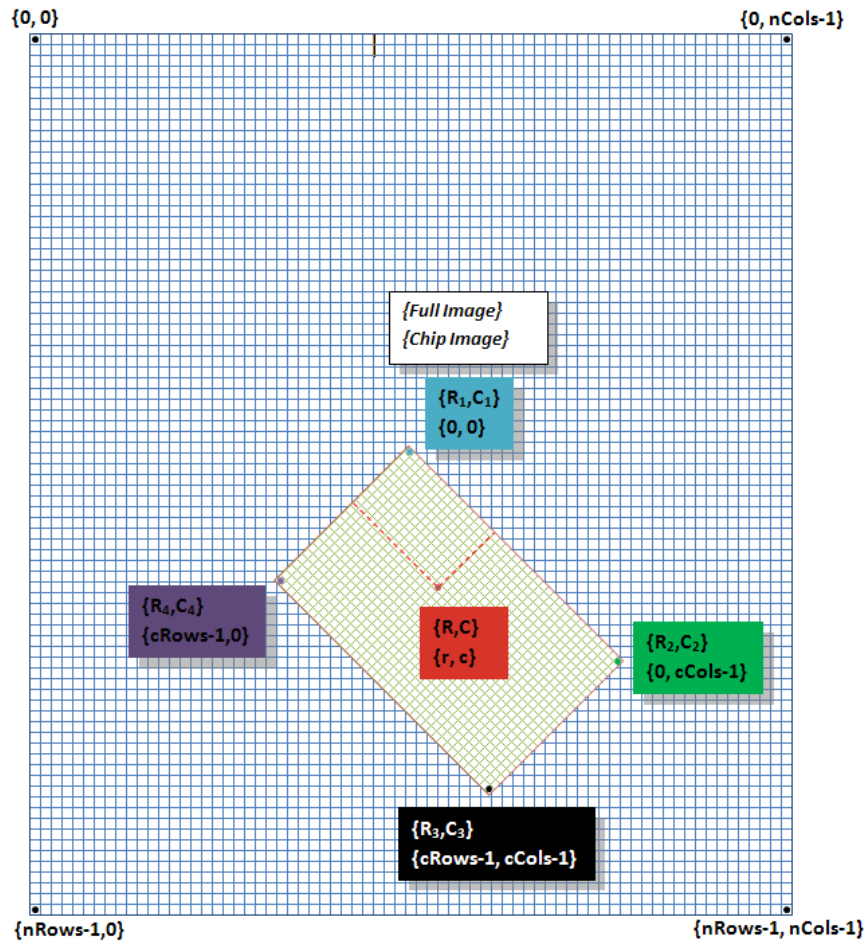 {0, 0}
{0, nCols-1}
{Full Image}
{Chip Image}
{R₁,C₁}
{0, 0}
{R₄,C₄}
{cRows-1,0}
{R,C}
{r, c}
{R₂,C₂}
{0, cCols-1}
{R₃,C₃}
{cRows-1, cCols-1}
{nRows-1,0}
{nRows-1, nCols-1}